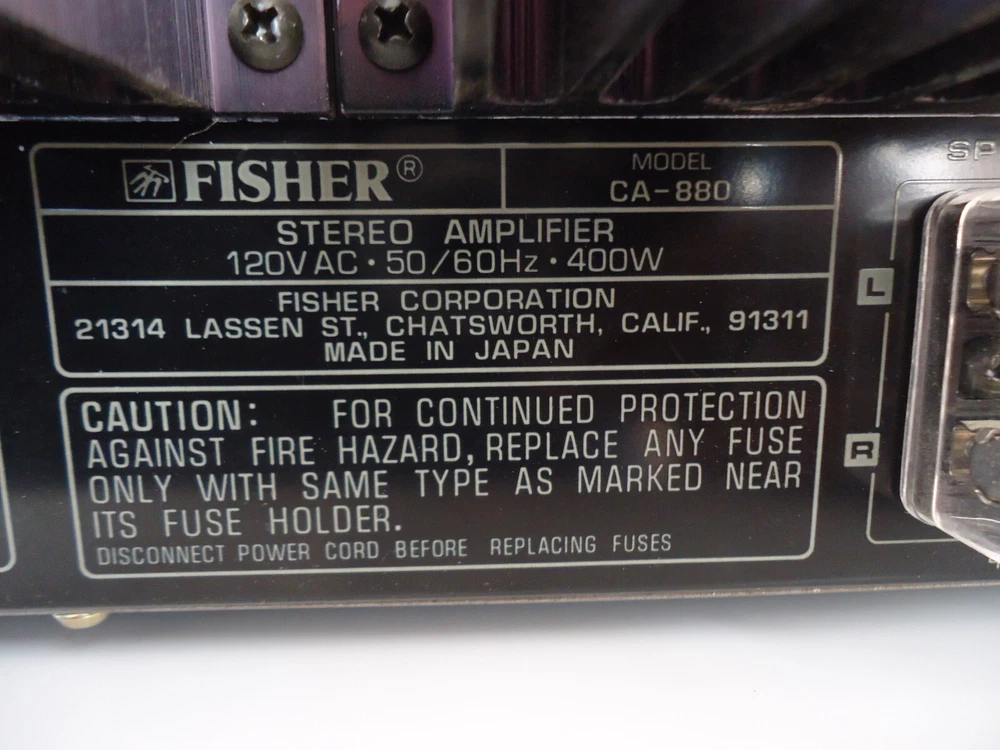 FISHER®
MODEL
CA-880
STEREO AMPLIFIER
120VAC · 50/60Hz · 400W
FISHER CORPORATION
21314 LASSEN ST., CHATSWORTH, CALIF., 91311
MADE IN JAPAN
CAUTION: FOR CONTINUED PROTECTION
AGAINST FIRE HAZARD, REPLACE ANY FUSE
ONLY WITH SAME TYPE AS MARKED NEAR
ITS FUSE HOLDER.
DISCONNECT POWER CORD BEFORE REPLACING FUSES
SP
L
R